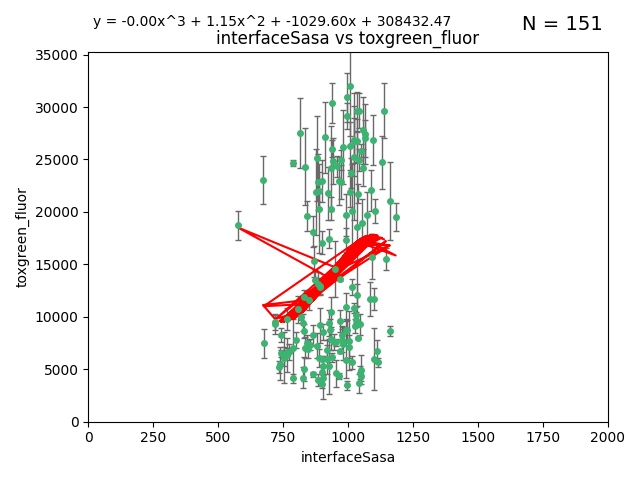 y = -0.00x^3 + 1.15x^2 + -1029.60x + 308432.47
N = 151
interfaceSasa vs toxgreen_fluor
35000
30000
25000
20000
15000
10000
5000
0
toxgreen_fluor
0 250 500 750 1000 1250 1500 1750 2000
interfaceSasa